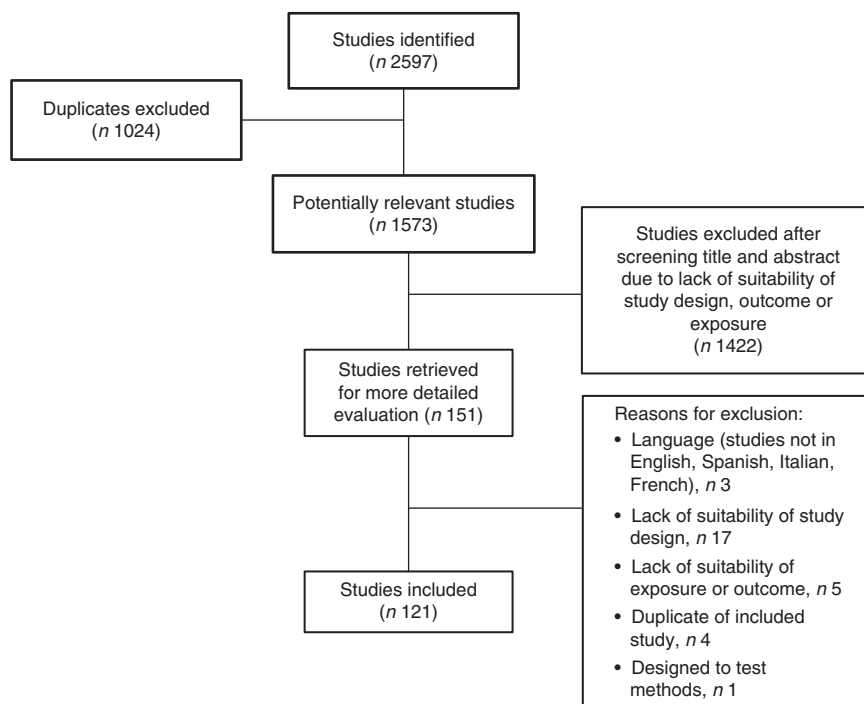 Studies identified
(n 2597)
Duplicates excluded
(n 1024)
Potentially relevant studies
(n 1573)
Studies excluded after
screening title and abstract
due to lack of suitability of
study design, outcome or
exposure
(n 1422)
Studies retrieved
for more detailed
evaluation (n 151)
Reasons for exclusion:
• Language (studies not in
English, Spanish, Italian,
French), n 3
• Lack of suitability of study
design, n 17
• Lack of suitability of
exposure or outcome, n 5
• Duplicate of included
study, n 4
• Designed to test
methods, n 1
Studies included
(n 121)